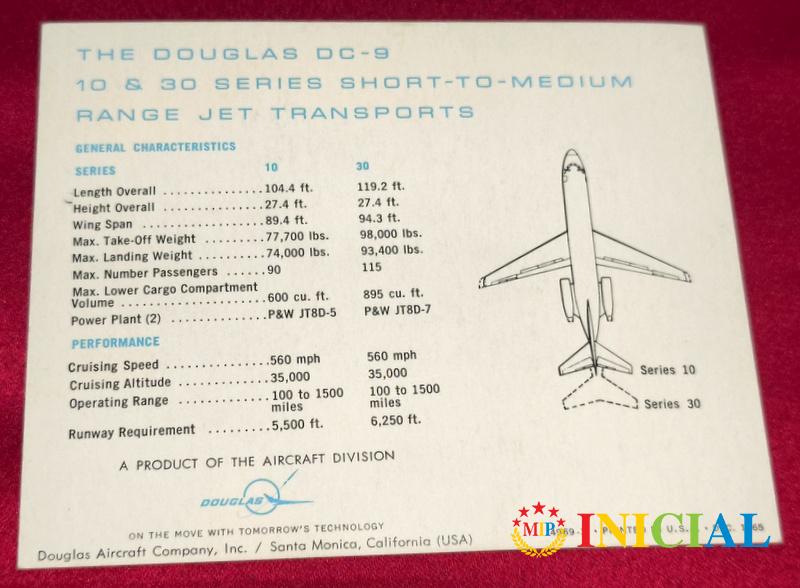 THE DOUGLAS DC-9
10 & 30 SERIES SHORT-TO-MEDIUM
RANGE JET TRANSPORTS
GENERAL CHARACTERISTICS
SERIES 10 30
Length Overall ...............104.4 ft. 119.2 ft.
Height Overall ................27.4 ft. 27.4 ft.
Wing Span ..................89.4 ft. 94.3 ft.
Max. Take-Off Weight .........77,700 lbs. 98,000 lbs.
Max. Landing Weight ..........74,000 lbs. 93,400 lbs.
Max. Number Passengers ......90 115
Max. Lower Cargo Compartment
Volume .....................600 cu. ft. 895 cu. ft.
Power Plant (2) ..............P&W JT8D-5 P&W JT8D-7
PERFORMANCE
Cruising Speed ...............560 mph 560 mph
Cruising Altitude .............35,000 35,000
Operating Range .............100 to 1500 100 to 1500
miles miles
Runway Requirement .........5,500 ft. 6,250 ft.
Series 10
Series 30
A PRODUCT OF THE AIRCRAFT DIVISION
DOUGLAS
ON THE MOVE WITH TOMORROW'S TECHNOLOGY
Douglas Aircraft Company, Inc. / Santa Monica, California (USA)
MIP INICIAL